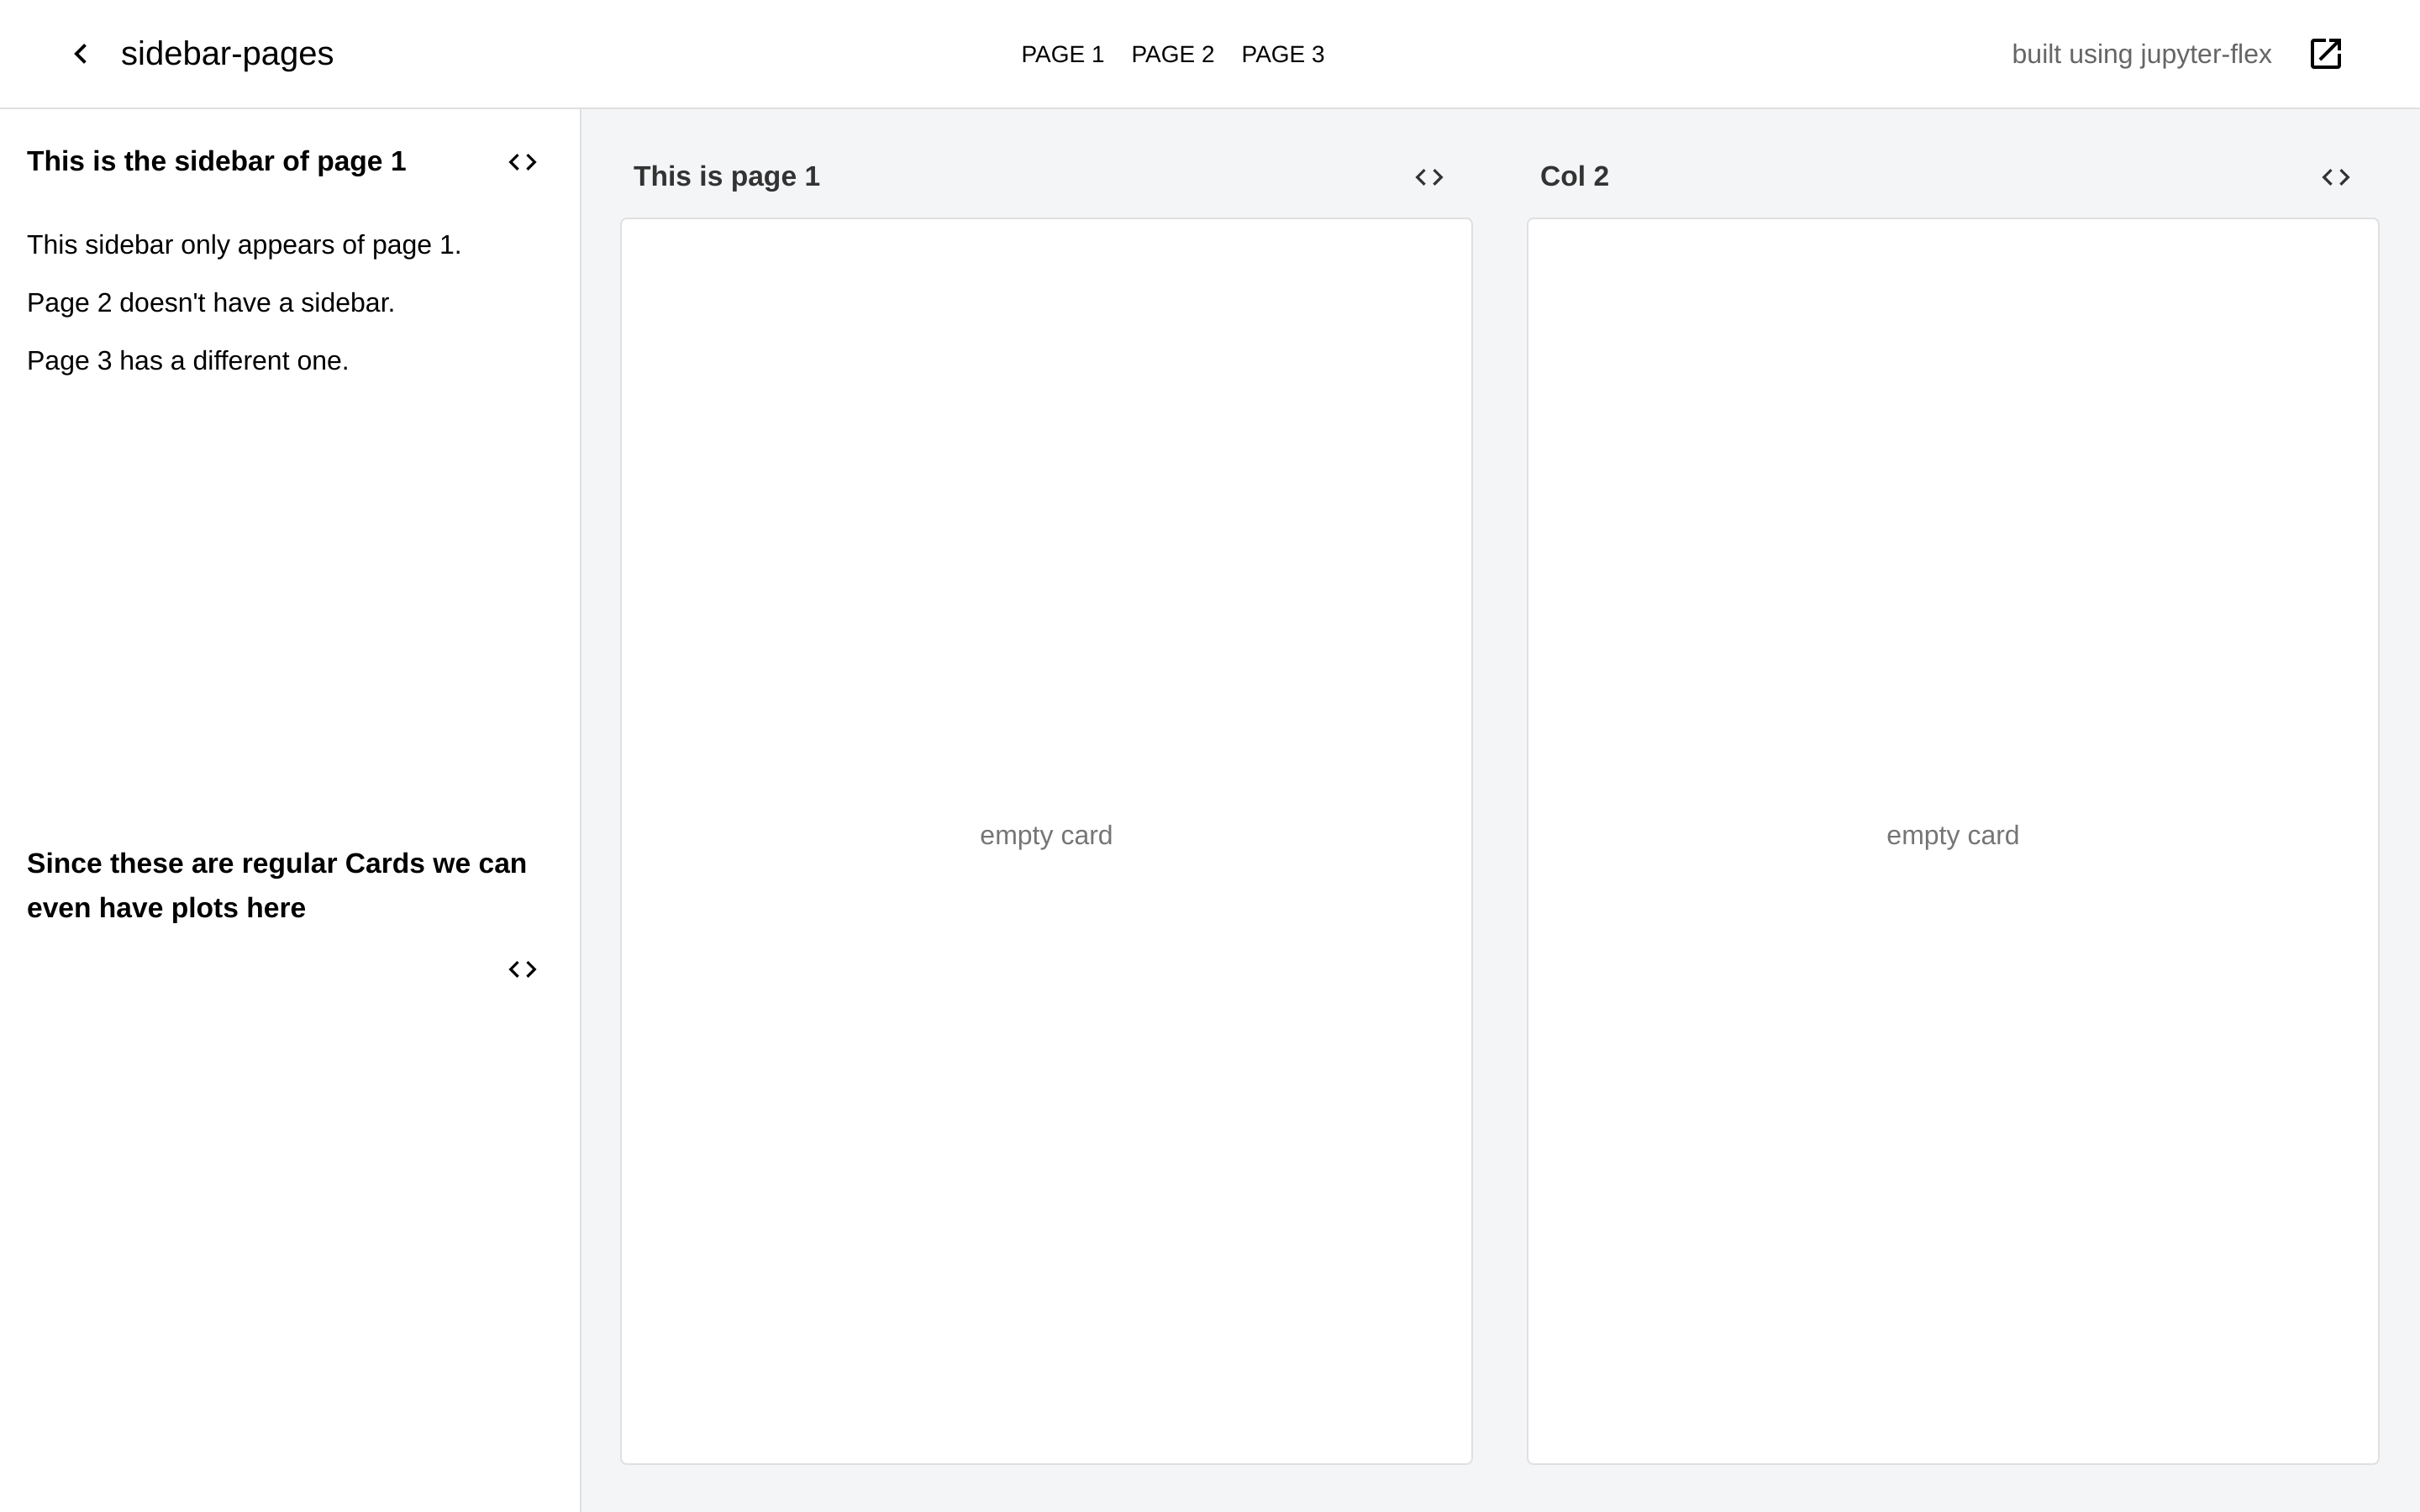 sidebar-pages
PAGE 1 PAGE 2 PAGE 3
built using jupyter-flex
This is the sidebar of page 1
This sidebar only appears of page 1.
Page 2 doesn't have a sidebar.
Page 3 has a different one.
Since these are regular Cards we can
even have plots here
This is page 1
empty card
Col 2
empty card